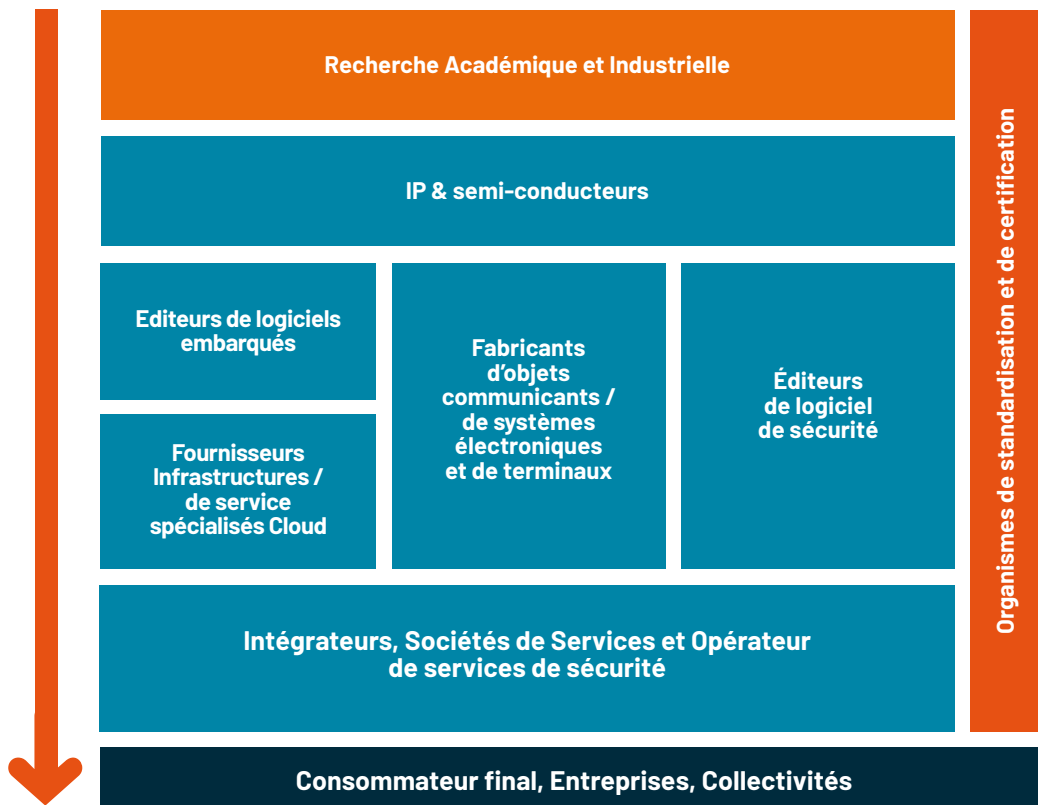 Recherche Académique et Industrielle
IP & semi-conducteurs
Editeurs de logiciels
embarqués
Fournisseurs
Infrastructures /
de service
spécialisés Cloud
Fabricants
d’objets
communicants /
de systèmes
électroniques
et de terminaux
Éditeurs
de logiciel
de sécurité
Intégrateurs, Sociétés de Services et Opérateur
de services de sécurité
Organismes de standardisation et de certification
Consommateur final, Entreprises, Collectivités